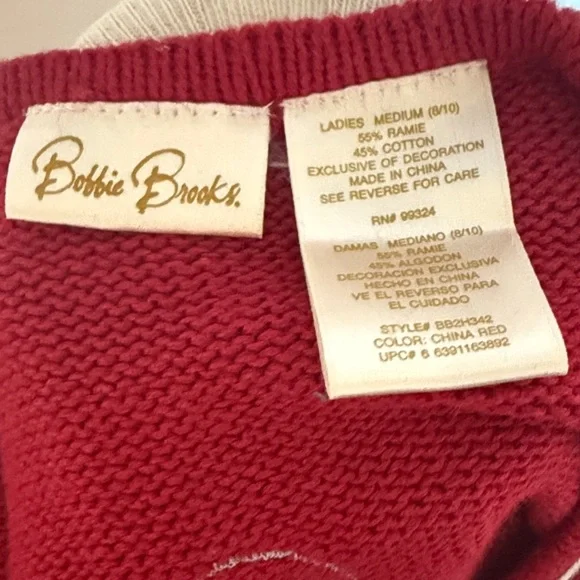 Bobbie Brooks.
LADIES MEDIUM (8/10)
55% RAMIE
45% COTTON
EXCLUSIVE OF DECORATION
MADE IN CHINA
SEE REVERSE FOR CARE
RN# 99324
DAMAS MEDIANO (8/10)
55% RAMIE
45% ALGODON
DECORACION EXCLUSIVA
HECHO EN CHINA
VE EL REVERSO PARA
EL CUIDADO
STYLE# BB2H342
COLOR: CHINA RED
UPC# 6 6391163892